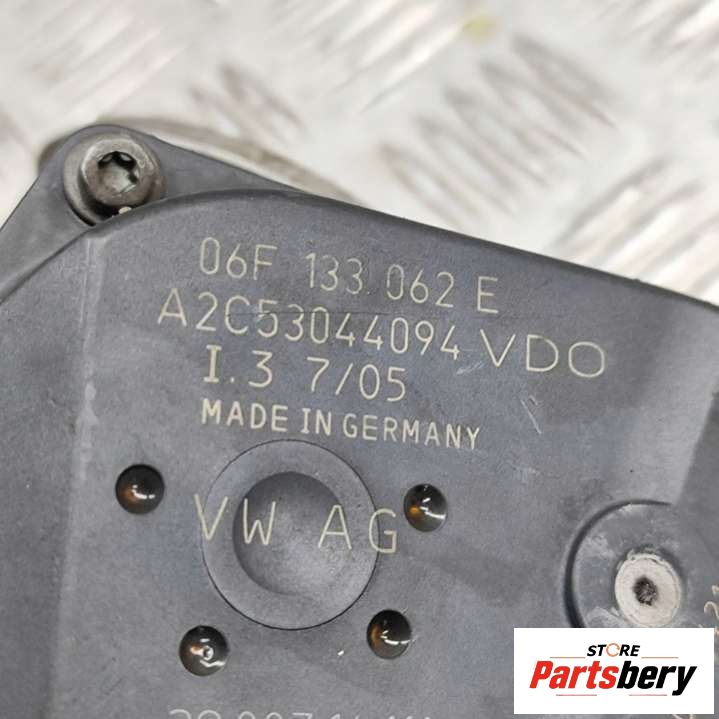 06F 133 062 E
A2C53044094 VDO
I.3 7/05
MADE IN GERMANY
VW AG
STORE
Partsbery